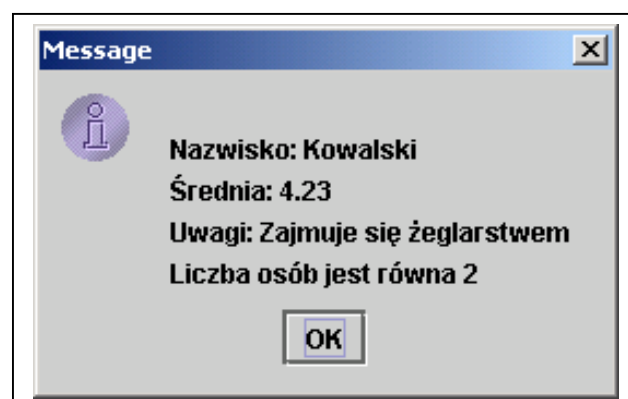 Message
Nazwisko: Kowalski
Średnia: 4.23
Uwagi: Zajmuje się żeglarstwem
Liczba osób jest równa 2
OK